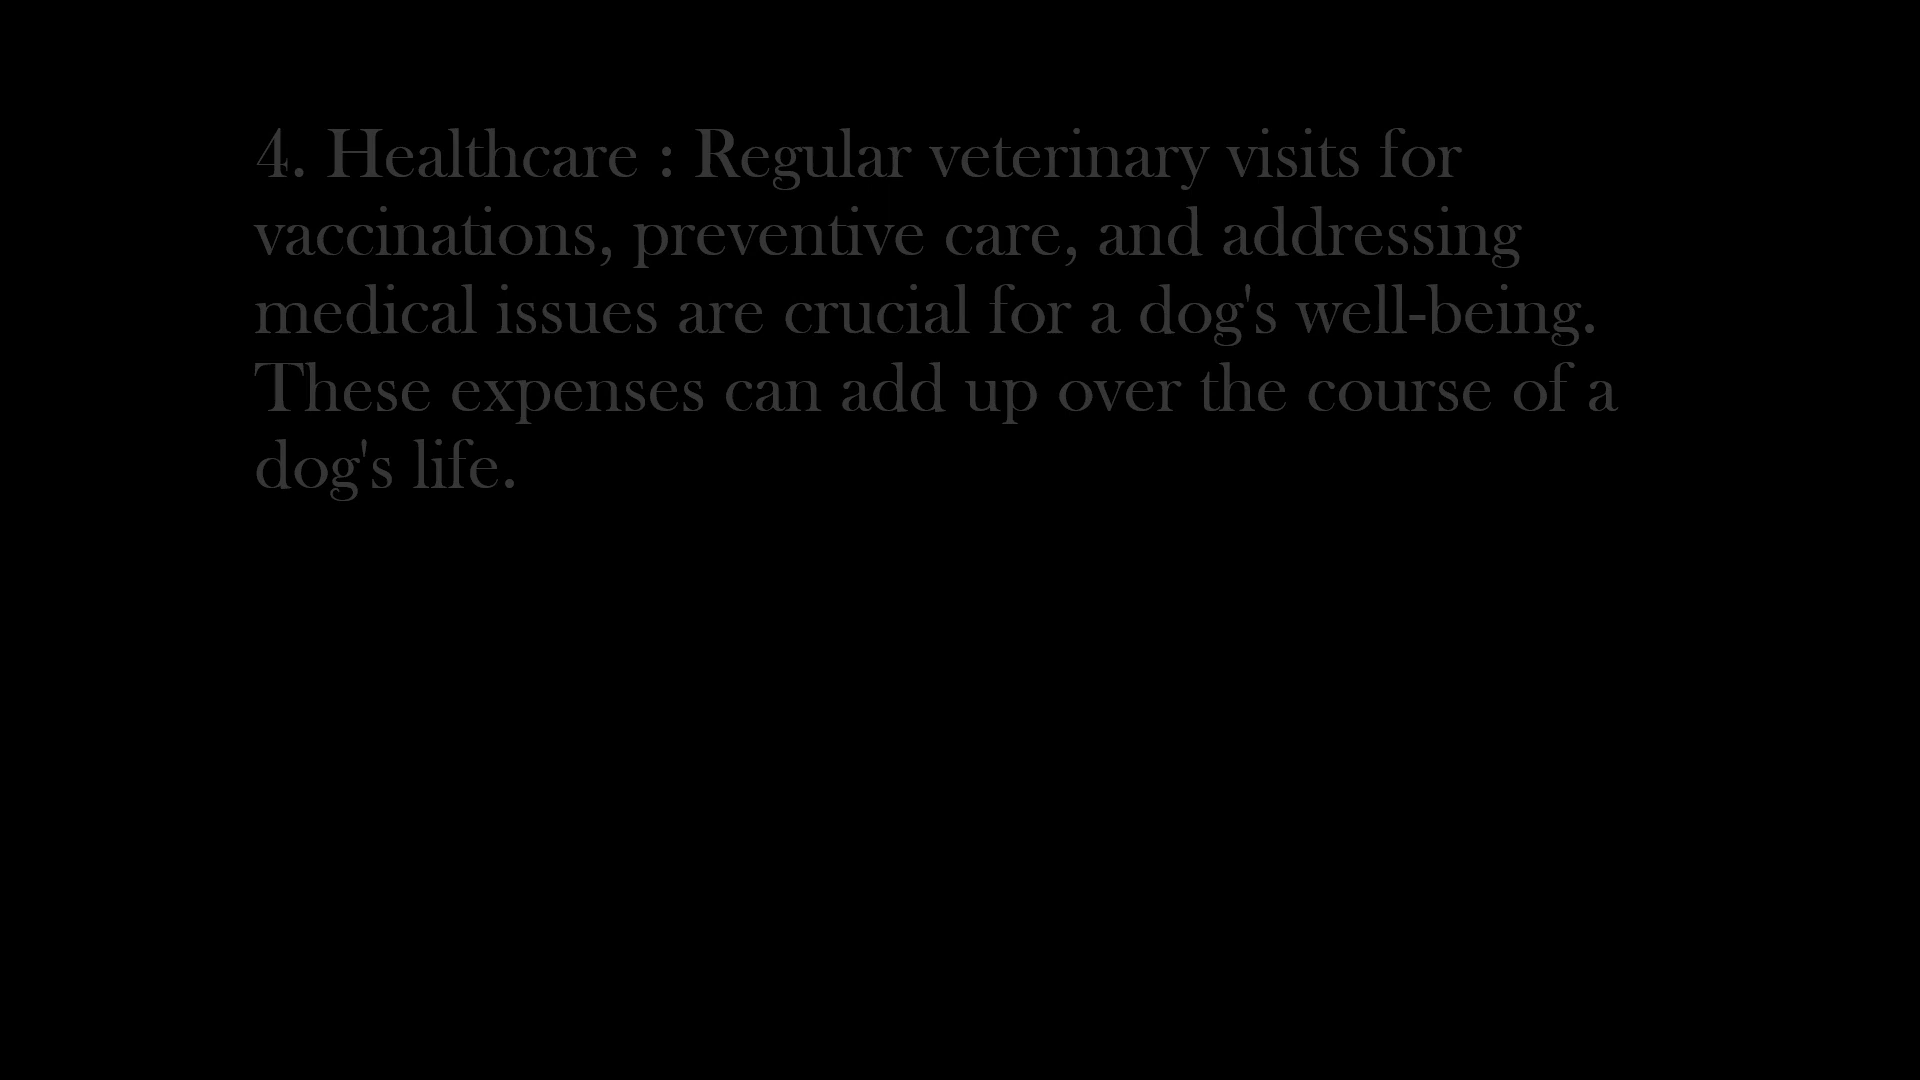 4. Healthcare : Regular veterinary visits for
vaccinations, preventive care, and addressing
medical issues are crucial for a dog's well-being.
These expenses can add up over the course of a
dog's life.